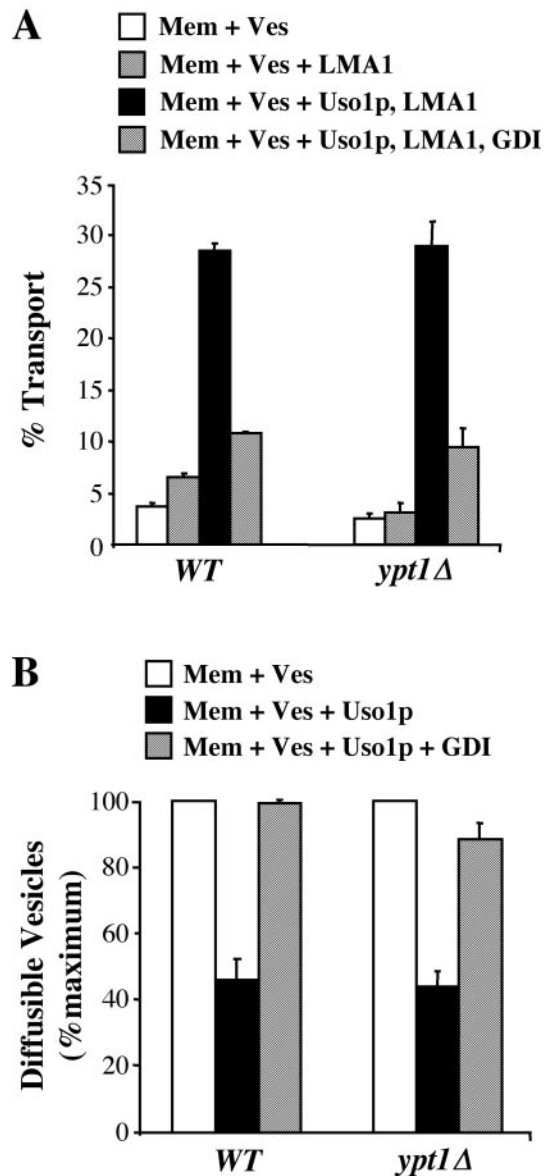 A
Mem + Ves
Mem + Ves + LMA1
Mem + Ves + Uso1p, LMA1
Mem + Ves + Uso1p, LMA1, GDI
35
30
25
20
15
10
5
0
% Transport
WT
ypt1Δ
B
Mem + Ves
Mem + Ves + Uso1p
Mem + Ves + Uso1p + GDI
100
80
60
40
20
0
Diffusible Vesicles
(%maximum)
WT
ypt1Δ